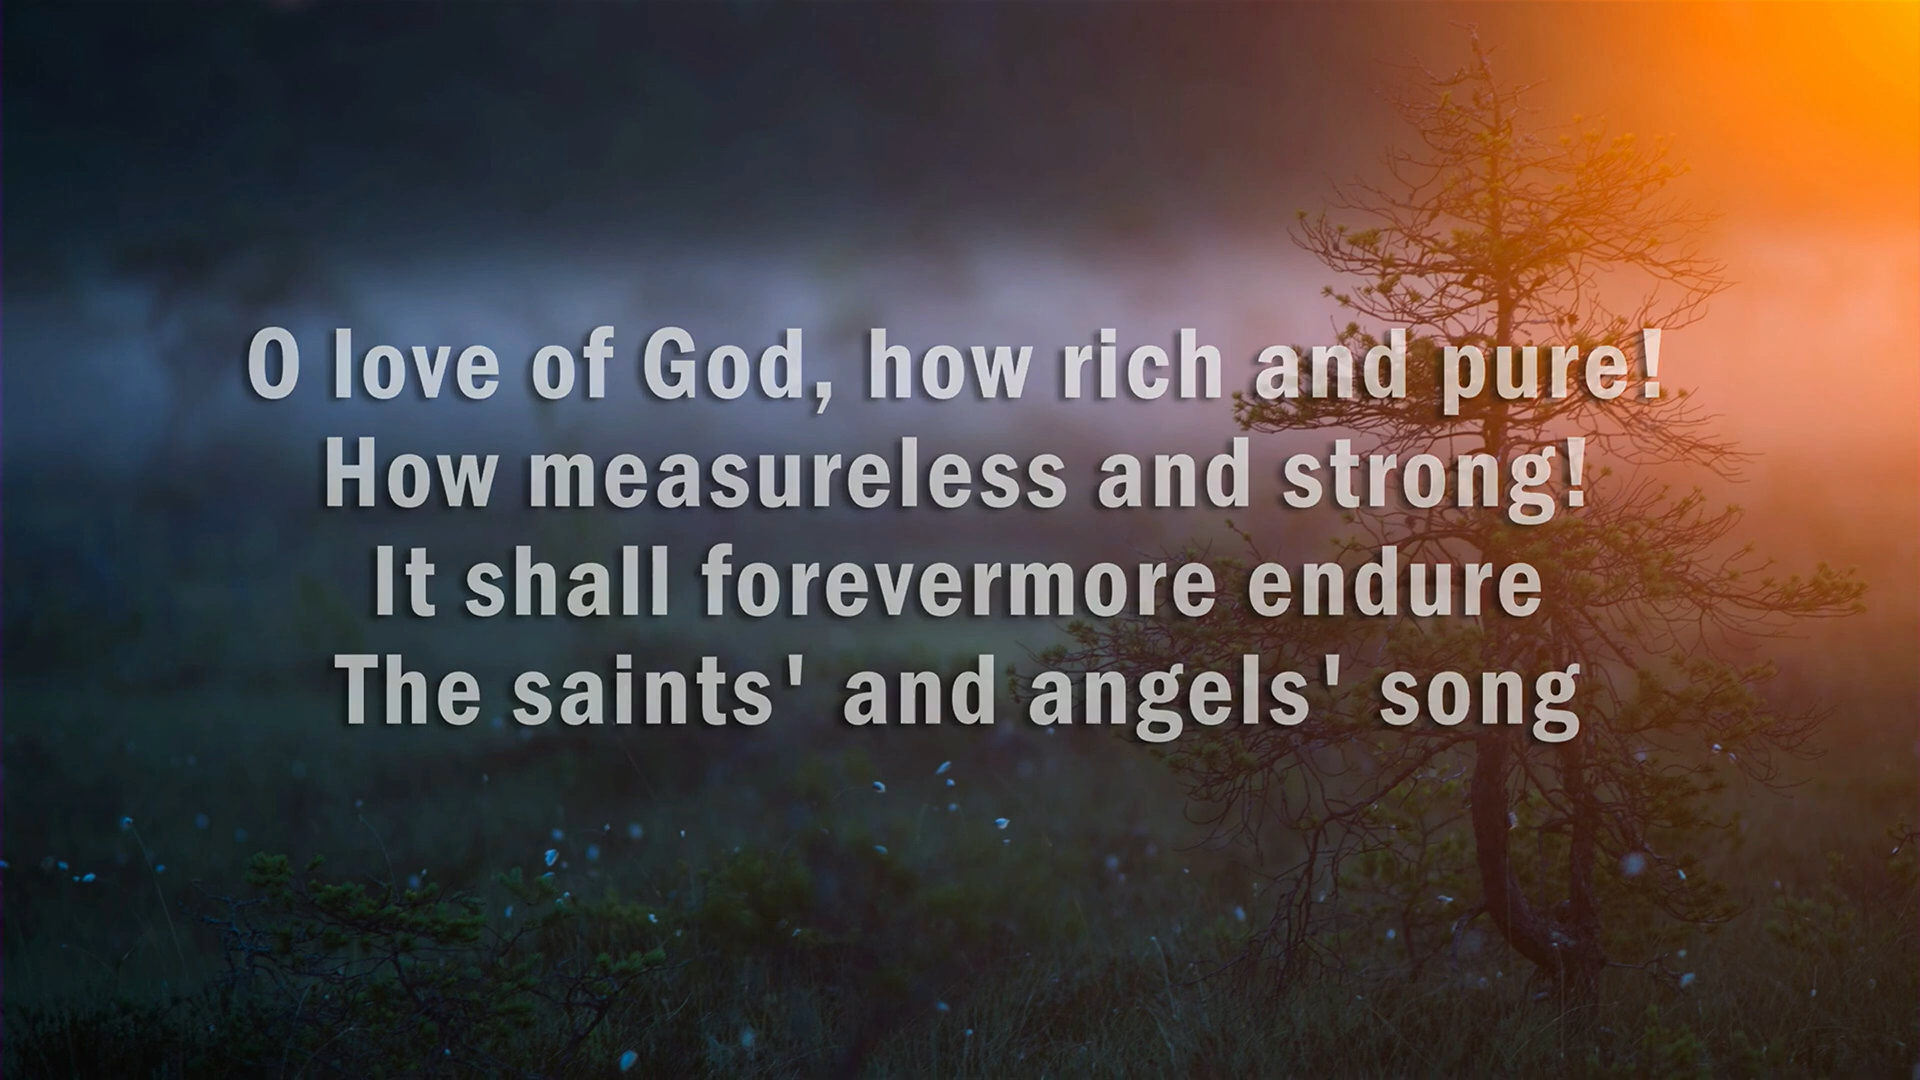 O love of God, how rich and pure!
How measureless and strong!
It shall forevermore endure
The saints' and angels' song